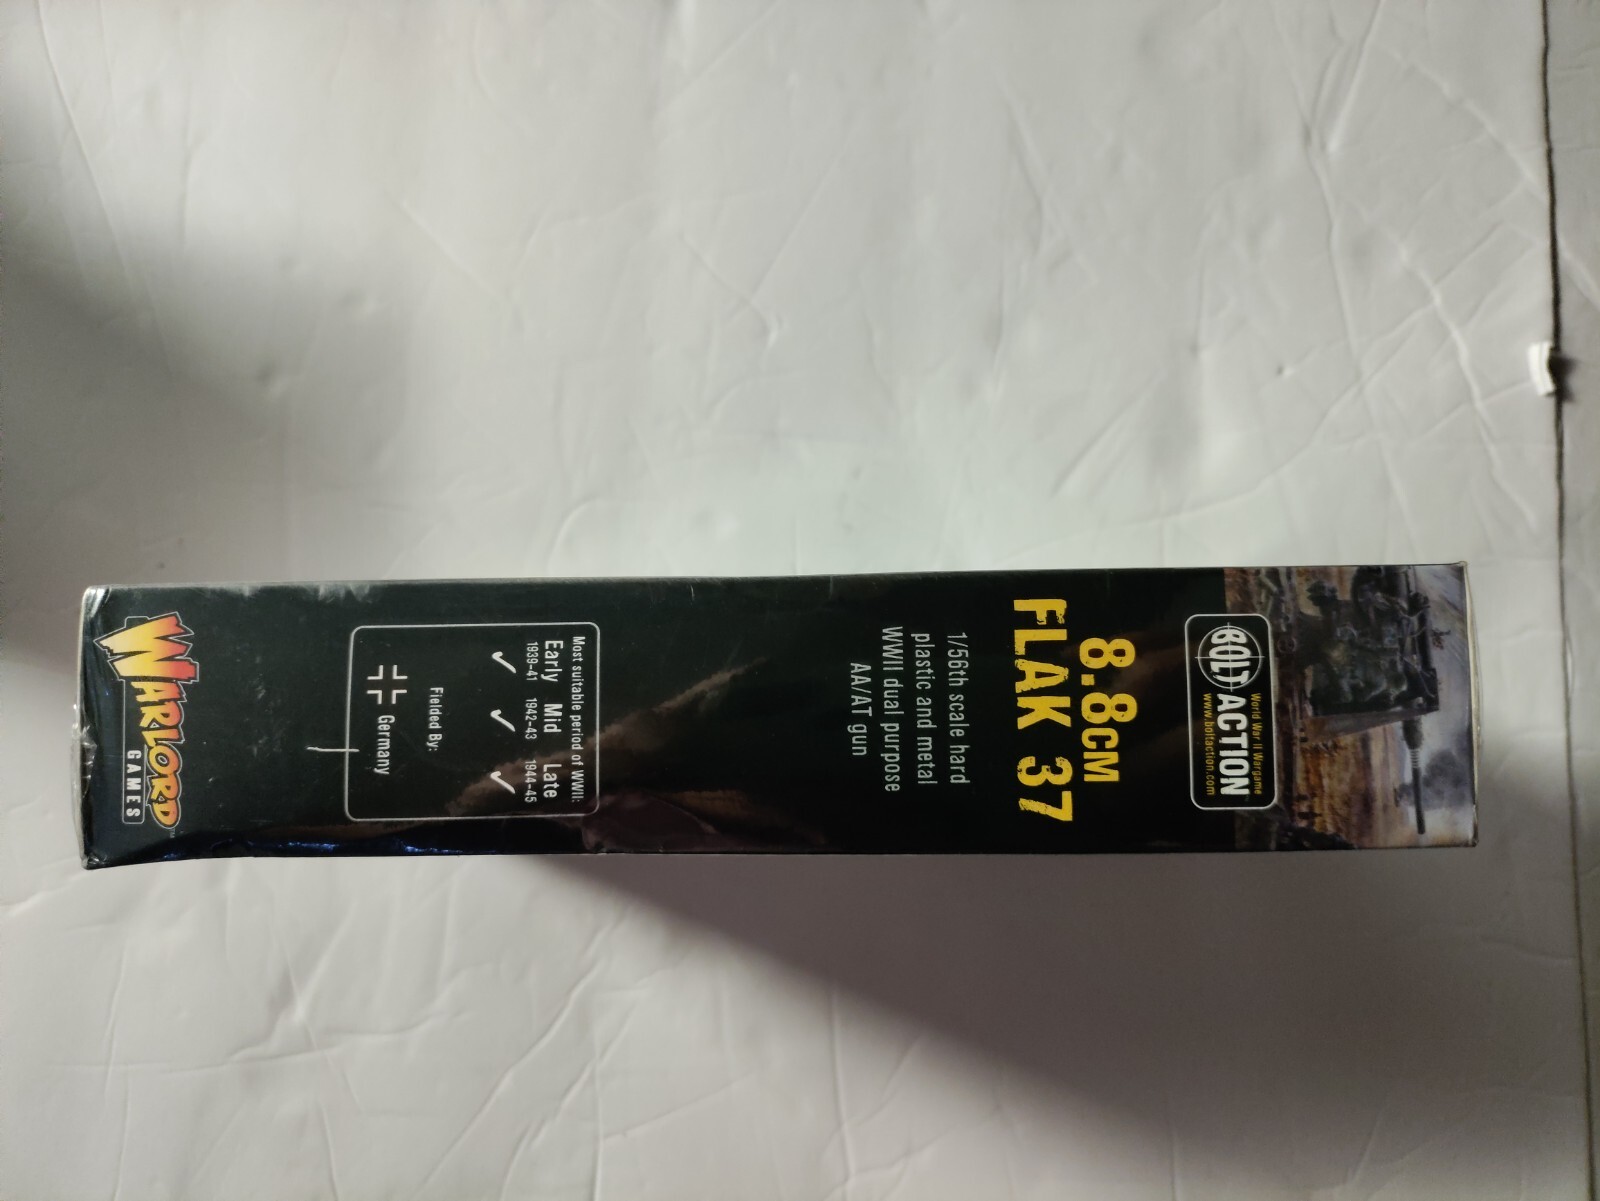 BOLT ACTION
World War II Wargame
www.boltaction.com
8.8CM
FLAK 37
1/56th scale hard
plastic and metal
WWII dual purpose
AA/AT gun
Most suitable period of WWII:
Early Mid Late
1939-41 1942-43 1944-45
✓ ✓ ✓
Fielded By:
Germany
WARLORD™
GAMES